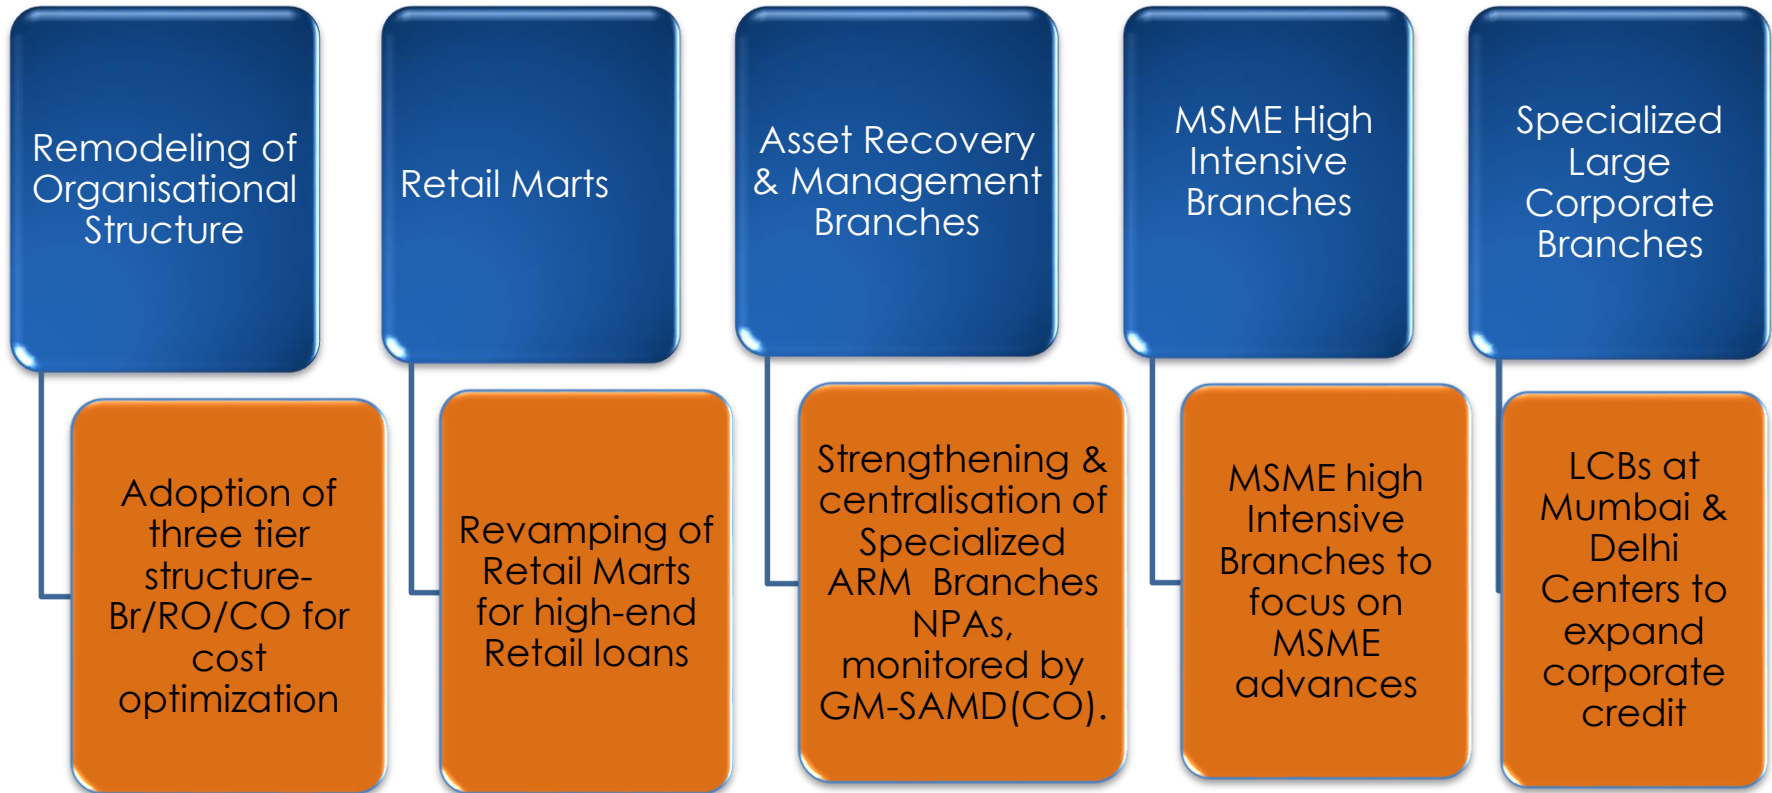 Remodeling of
Organisational
Structure
Adoption of
three tier
structure-
Br/RO/CO for
cost
optimization
Retail Marts
Revamping of
Retail Marts
for high-end
Retail loans
Asset Recovery
& Management
Branches
Strengthening &
centralisation of
Specialized
ARM  Branches
NPAs,
monitored by
GM-SAMD(CO).
MSME High
Intensive
Branches
MSME high
Intensive
Branches to
focus on
MSME
advances
Specialized
Large
Corporate
Branches
LCBs at
Mumbai &
Delhi
Centers to
expand
corporate
credit